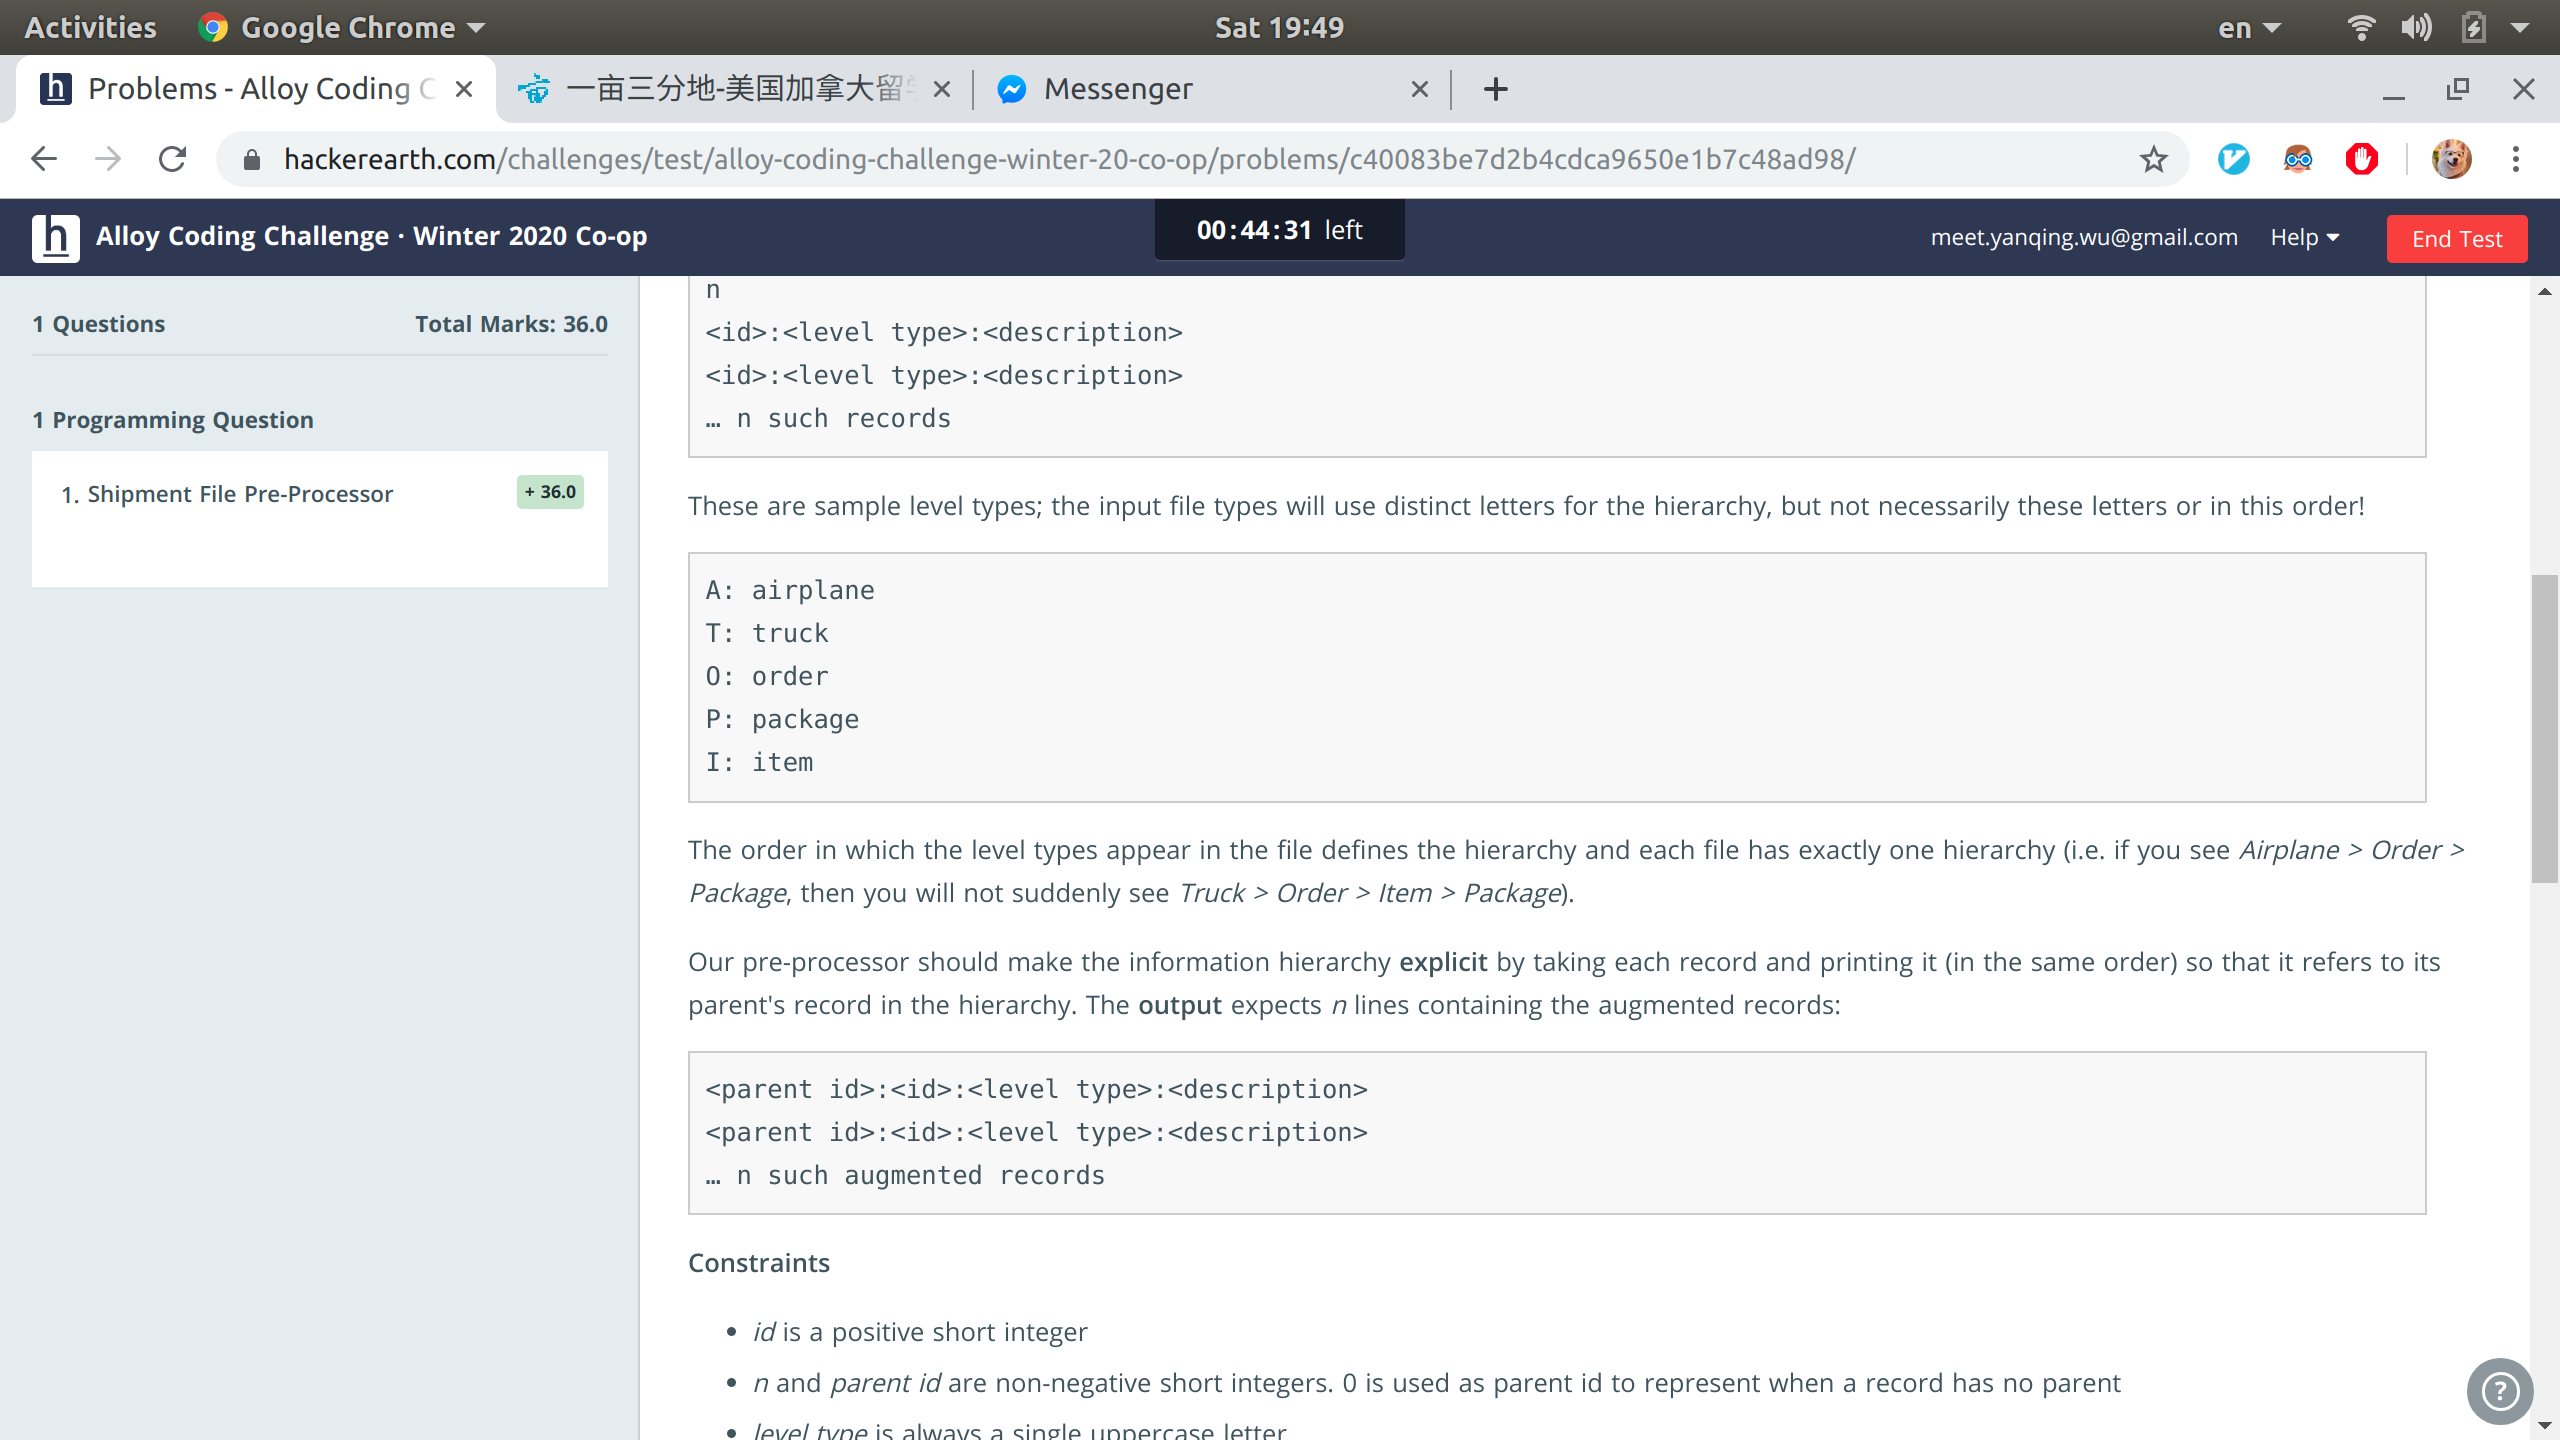 Activities Google Chrome Sat 19:49 en
Problems - Alloy Coding C 一亩三分地-美国加拿大留学 Messenger
hackerearth.com/challenges/test/alloy-coding-challenge-winter-20-co-op/problems/c40083be7d2b4cdca9650e1b7c48ad98/
h Alloy Coding Challenge · Winter 2020 Co-op 00:44:31 left meet.yanqing.wu@gmail.com Help End Test
1 Questions Total Marks: 36.0
1 Programming Question
1. Shipment File Pre-Processor + 36.0
n
<id>:<level type>:<description>
<id>:<level type>:<description>
… n such records
These are sample level types; the input file types will use distinct letters for the hierarchy, but not necessarily these letters or in this order!
A: airplane
T: truck
O: order
P: package
I: item
The order in which the level types appear in the file defines the hierarchy and each file has exactly one hierarchy (i.e. if you see Airplane > Order >
Package, then you will not suddenly see Truck > Order > Item > Package).
Our pre-processor should make the information hierarchy explicit by taking each record and printing it (in the same order) so that it refers to its
parent's record in the hierarchy. The output expects n lines containing the augmented records:
<parent id>:<id>:<level type>:<description>
<parent id>:<id>:<level type>:<description>
… n such augmented records
Constraints
• id is a positive short integer
• n and parent id are non-negative short integers. 0 is used as parent id to represent when a record has no parent
• level type is always a single uppercase letter